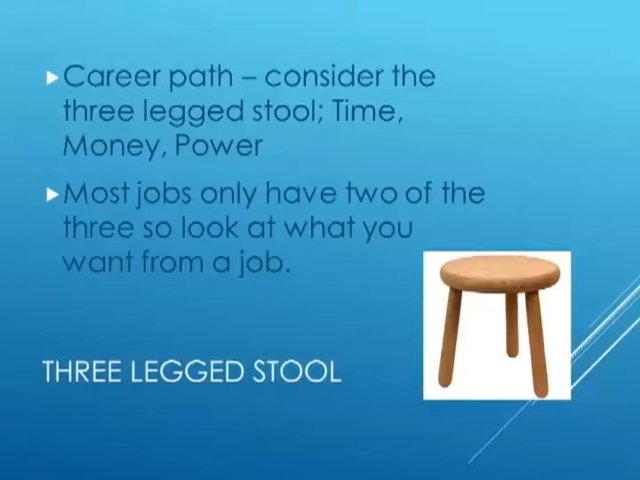 Career path – consider the
three legged stool; Time,
Money, Power
Most jobs only have two of the
three so look at what you
want from a job.
THREE LEGGED STOOL